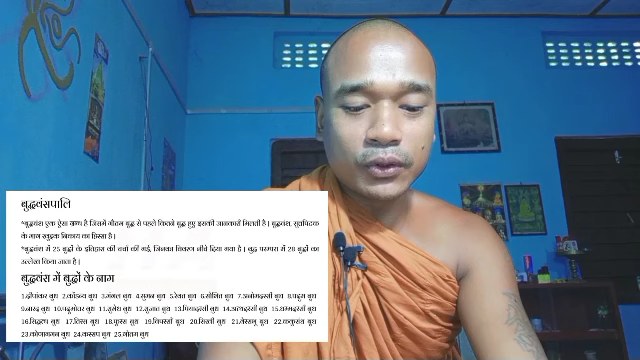 बुद्धवंसपालि
*बुद्धवंश एक ऐसा ग्रन्थ है जिसमें गौतम बुद्ध से पहले कितने बुद्ध हुए इसकी जानकारी मिलती है | बुद्धवंश, सुत्तपिटक
के भाग खुद्दक निकाय का हिस्सा है |
*बुद्धवंश में 25 बुद्धों के इतिहास की चर्चा की गई, जिनका विवरण नीचे दिया गया है | बुद्ध परम्परा में 28 बुद्धों का
उल्लेख किया जाता है |
बुद्धवंस में बुद्धों के नाम
1.दीपंकर बुध 2.कोंडन्य बुध 3.मंगल बुध 4.सुमन बुध 5.रेवत बुध 6.सोभित बुध 7.अनोमदस्सी बुध 8.पदुम बुध
9.नारद बुध 10.पदुमोत्तर बुध 11.सुमेध बुध 12.सुजात बुध 13.पियदस्सी बुध 14.अत्थदस्सी बुध 15.धम्मदस्सी बुध
16.सिद्धत्थ बुध 17.तिस्स बुध 18.फुस्स बुध 19.विपस्सी बुध 20.सिखी बुध 21.वेस्सभू बुध 22.ककुसंध बुध
23.कोणागमन बुध 24.कस्सप बुध 25.गौतम बुध